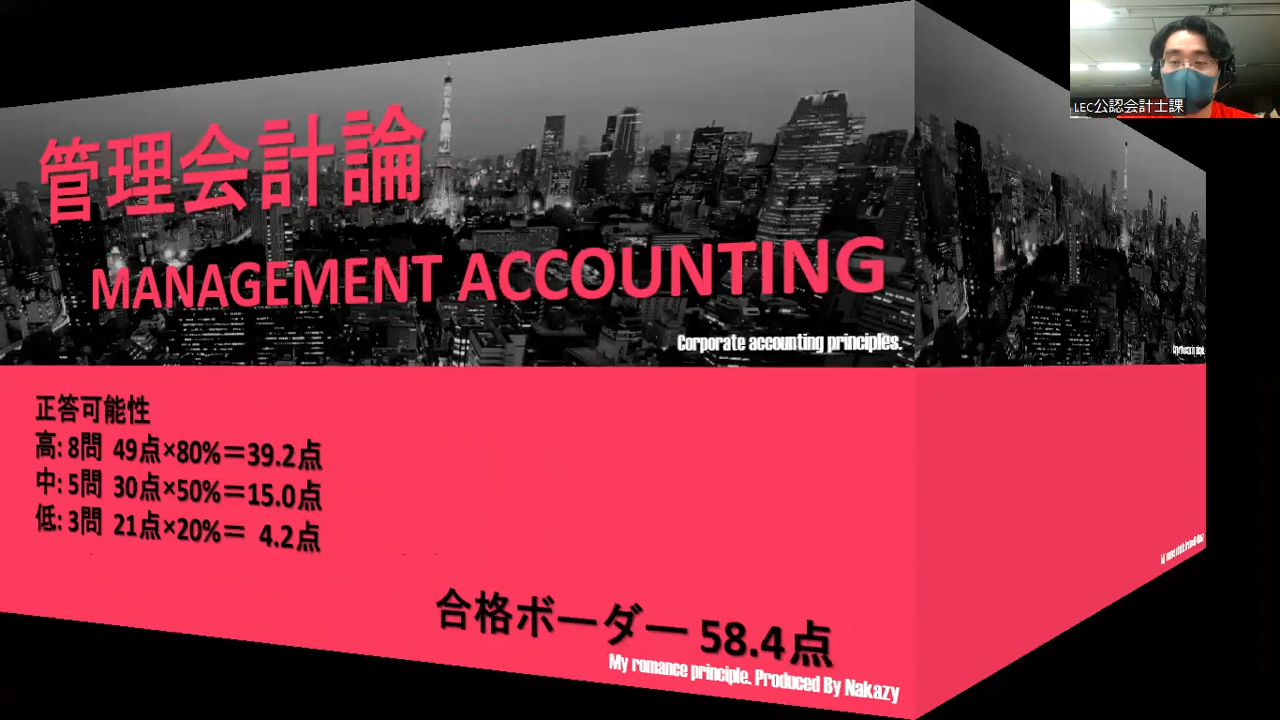 LEC公認会計士課
管理会計論
MANAGEMENT ACCOUNTING
Corporate accounting principles.
正答可能性
高: 8問 49点×80%＝39.2点
中: 5問 30点×50%＝15.0点
低: 3問 21点×20%＝ 4.2点
合格ボーダー 58.4点
My romance principle. Produced By Nakazy